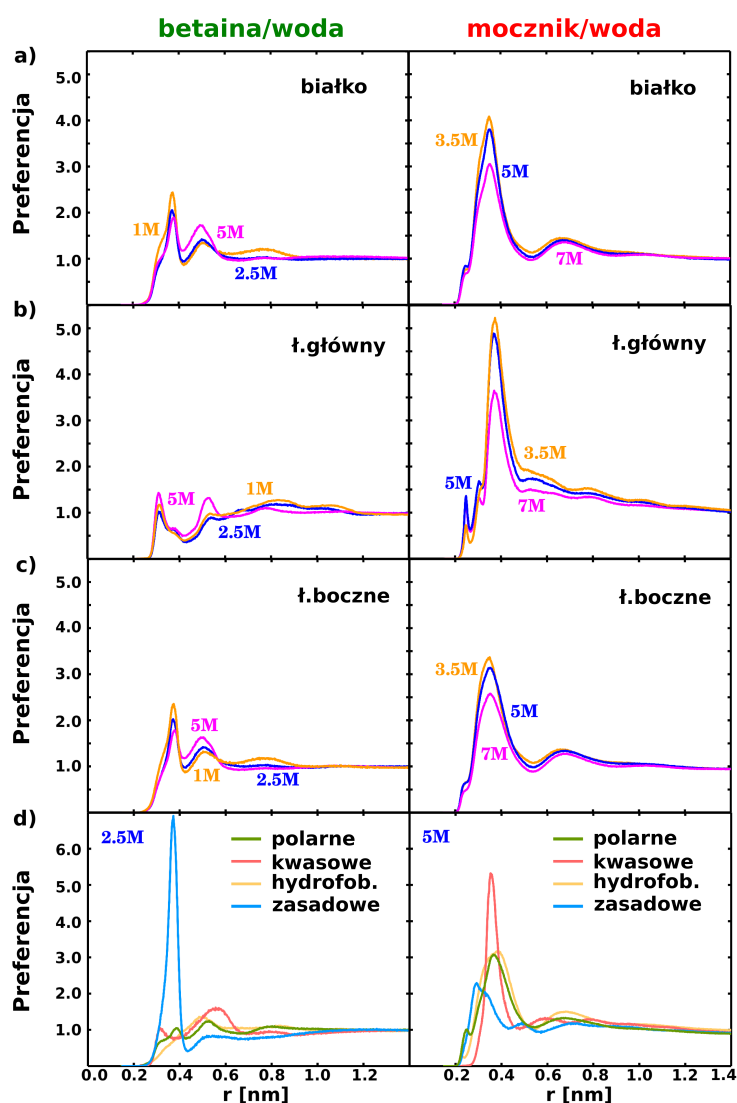 betaina/woda mocznik/woda
a)
Preferencja
5.0
4.0
3.0
2.0
1.0
białko
1M
5M
2.5M
białko
3.5M
5M
7M
b)
Preferencja
5.0
4.0
3.0
2.0
1.0
ł.główny
5M
1M
2.5M
ł.główny
5M
3.5M
7M
c)
Preferencja
5.0
4.0
3.0
2.0
1.0
ł.boczne
5M
1M
2.5M
ł.boczne
3.5M
5M
7M
d)
Preferencja
6.0
5.0
4.0
3.0
2.0
1.0
2.5M
polarne
kwasowe
hydrofob.
zasadowe
5M
polarne
kwasowe
hydrofob.
zasadowe
0.0 0.2 0.4 0.6 0.8 1.0 1.2
0.2 0.4 0.6 0.8 1.0 1.2 1.4
r [nm] r [nm]